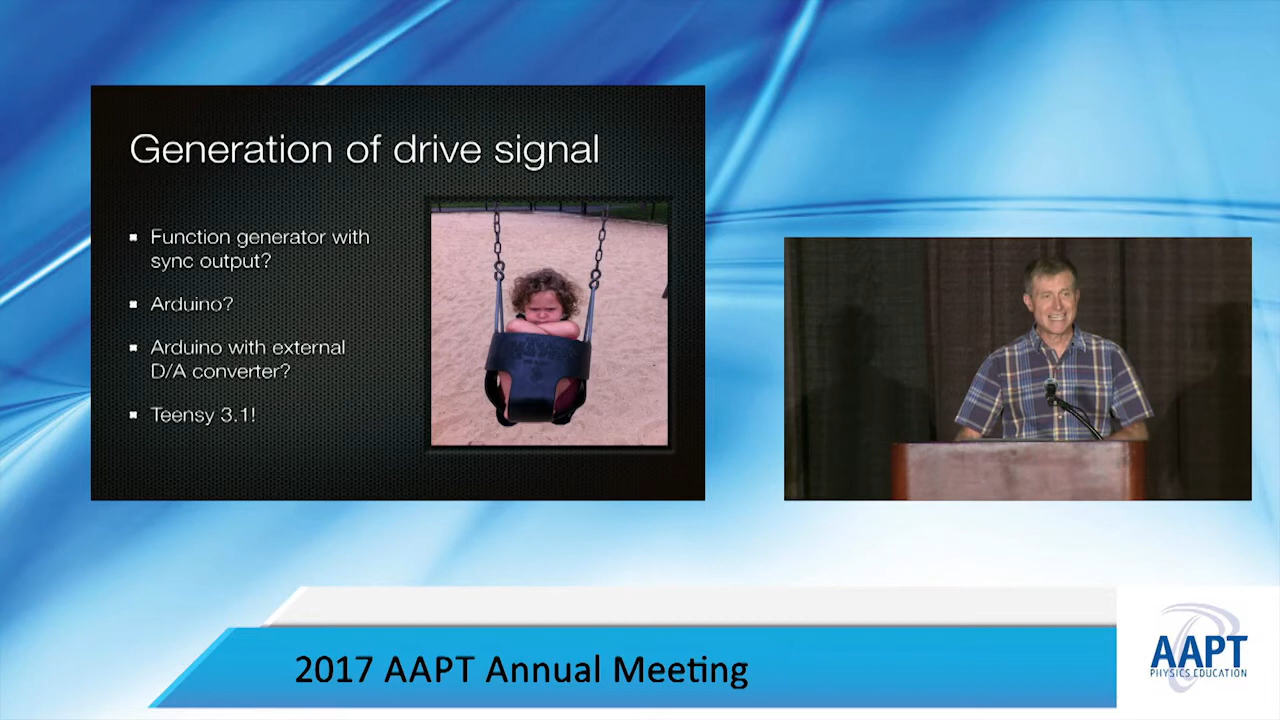 Generation of drive signal
Function generator with
sync output?
Arduino?
Arduino with external
D/A converter?
Teensy 3.1!
2017 AAPT Annual Meeting
AAPT
PHYSICS EDUCATION